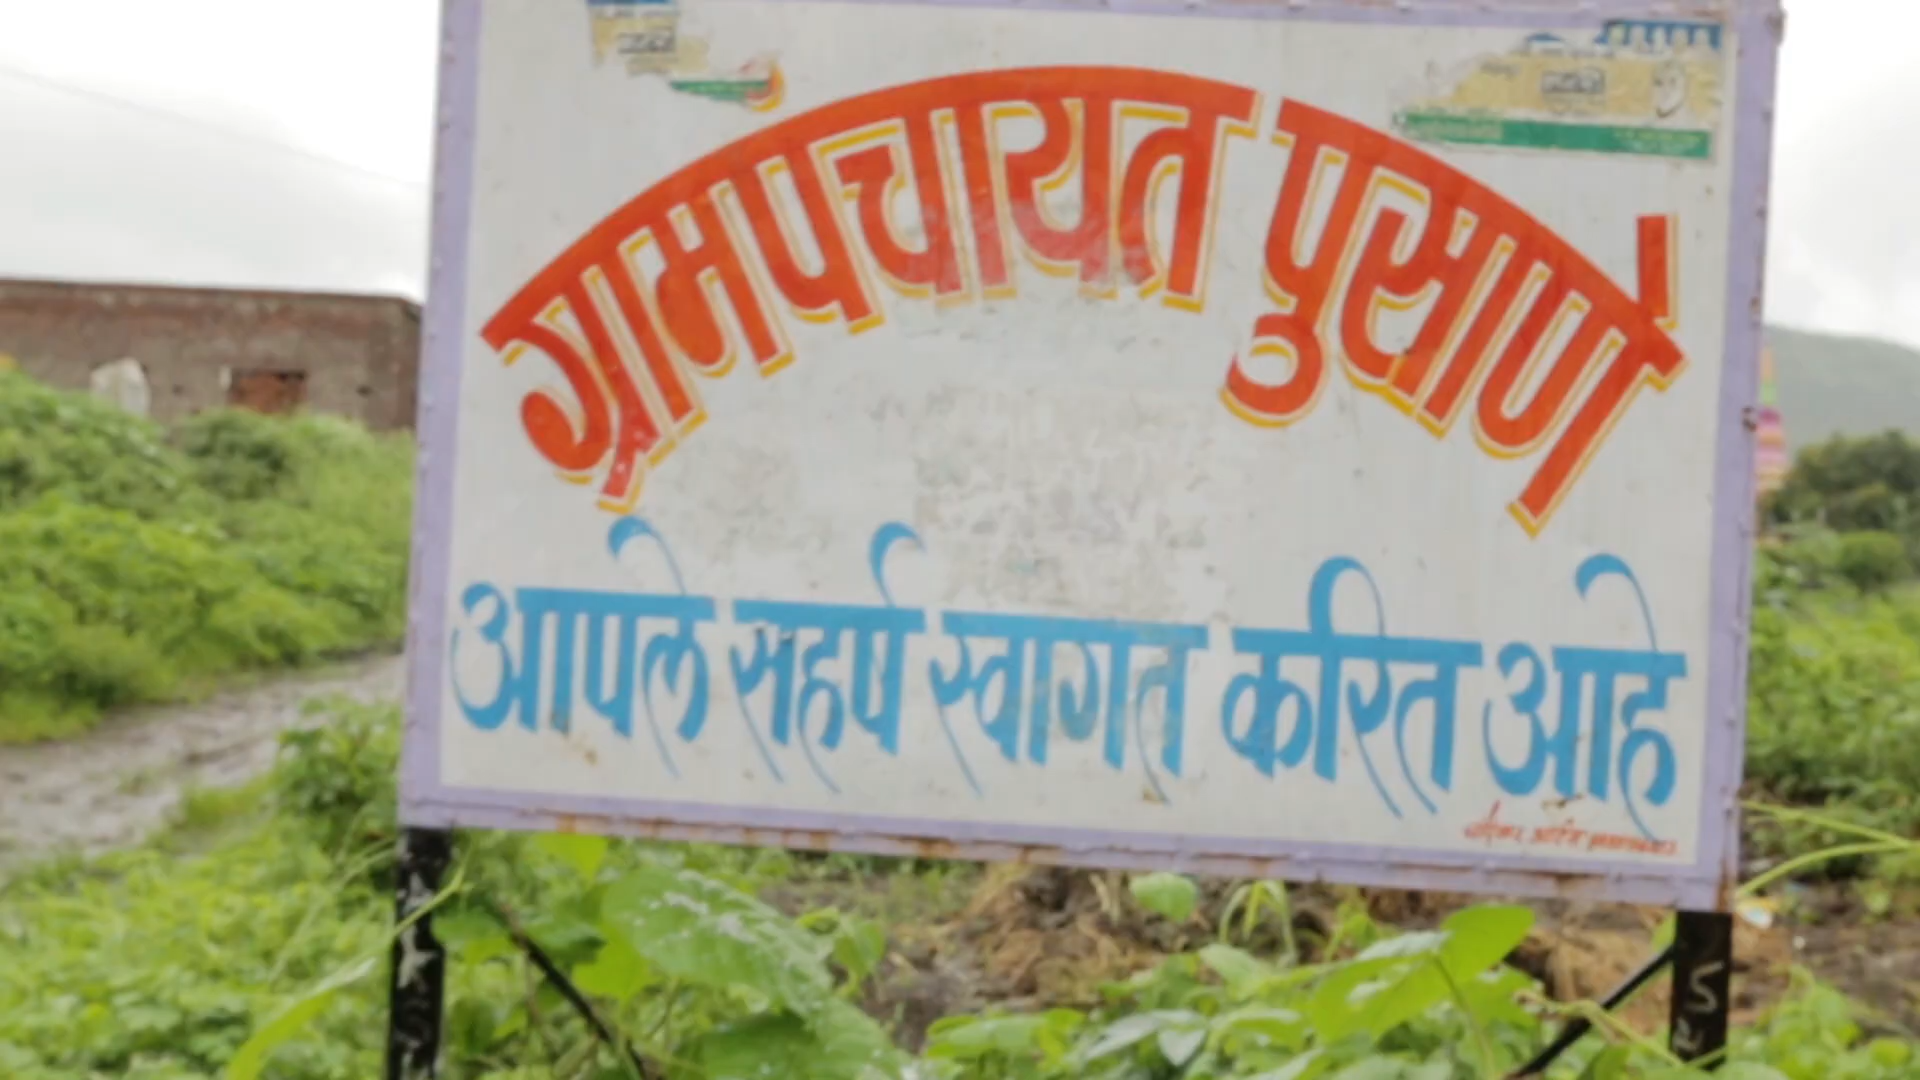 ग्रामपंचायत पुसाणे
आपले सहर्ष स्वागत करित आहे